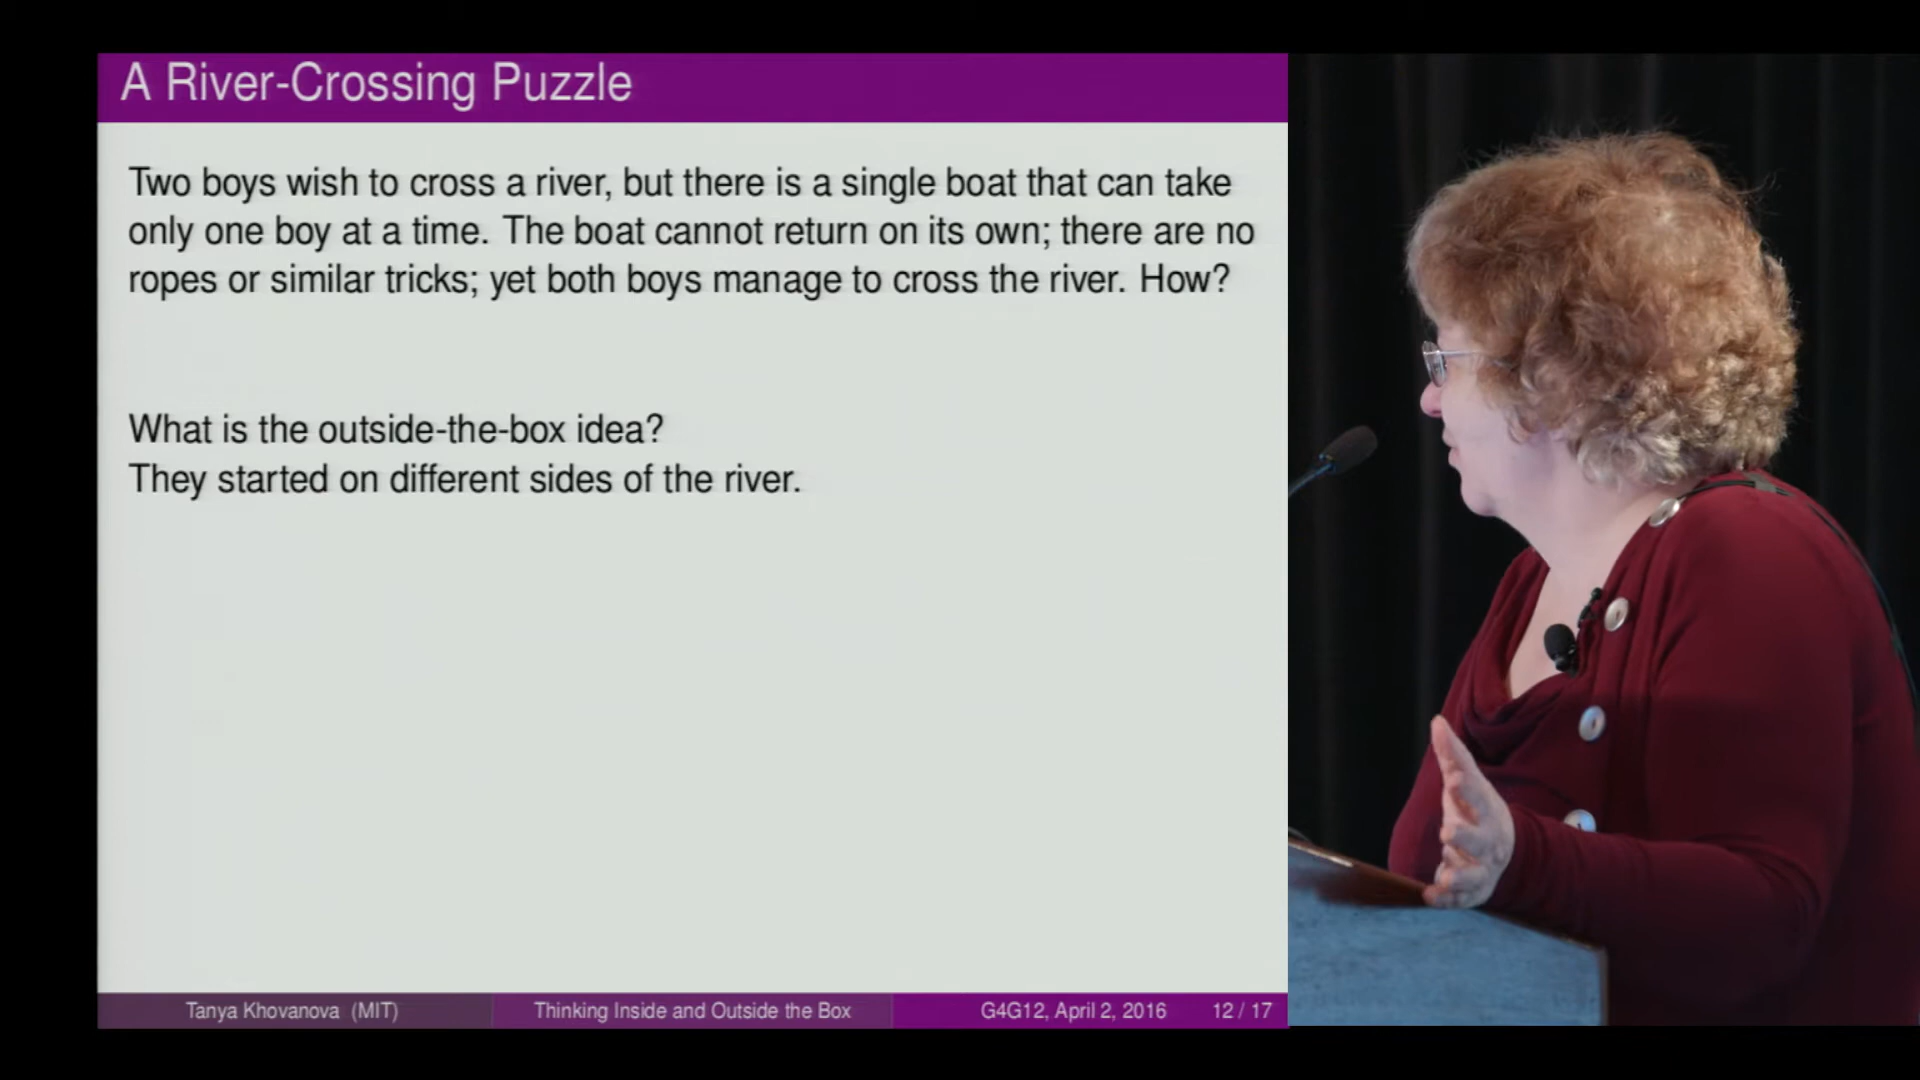 A River-Crossing Puzzle
Two boys wish to cross a river, but there is a single boat that can take
only one boy at a time. The boat cannot return on its own; there are no
ropes or similar tricks; yet both boys manage to cross the river. How?
What is the outside-the-box idea?
They started on different sides of the river.
Tanya Khovanova (MIT)
Thinking Inside and Outside the Box
G4G12, April 2, 2016
12 / 17